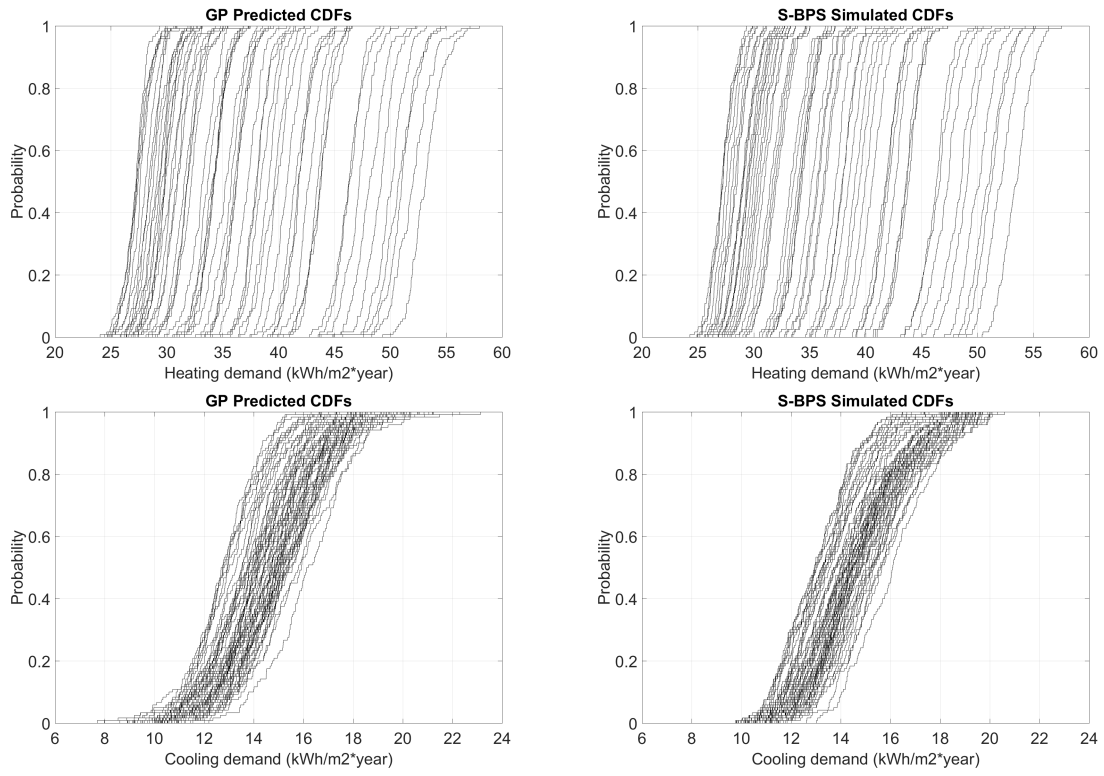 GP Predicted CDFs
1
0.8
0.6
0.4
0.2
0
Probability
20 25 30 35 40 45 50 55 60
Heating demand (kWh/m2*year)
S-BPS Simulated CDFs
1
0.8
0.6
0.4
0.2
0
Probability
20 25 30 35 40 45 50 55 60
Heating demand (kWh/m2*year)
GP Predicted CDFs
1
0.8
0.6
0.4
0.2
0
Probability
6 8 10 12 14 16 18 20 22 24
Cooling demand (kWh/m2*year)
S-BPS Simulated CDFs
1
0.8
0.6
0.4
0.2
0
Probability
6 8 10 12 14 16 18 20 22 24
Cooling demand (kWh/m2*year)